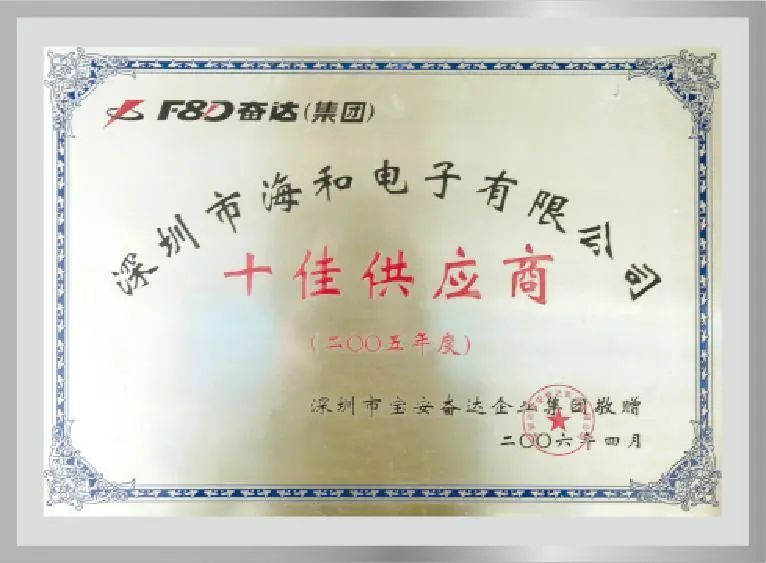 F&D奋达(集团)
深圳市海和电子有限公司
十佳供应商
(二〇〇五年度)
深圳市宝安奋达企业集团敬赠
二〇〇六年四月